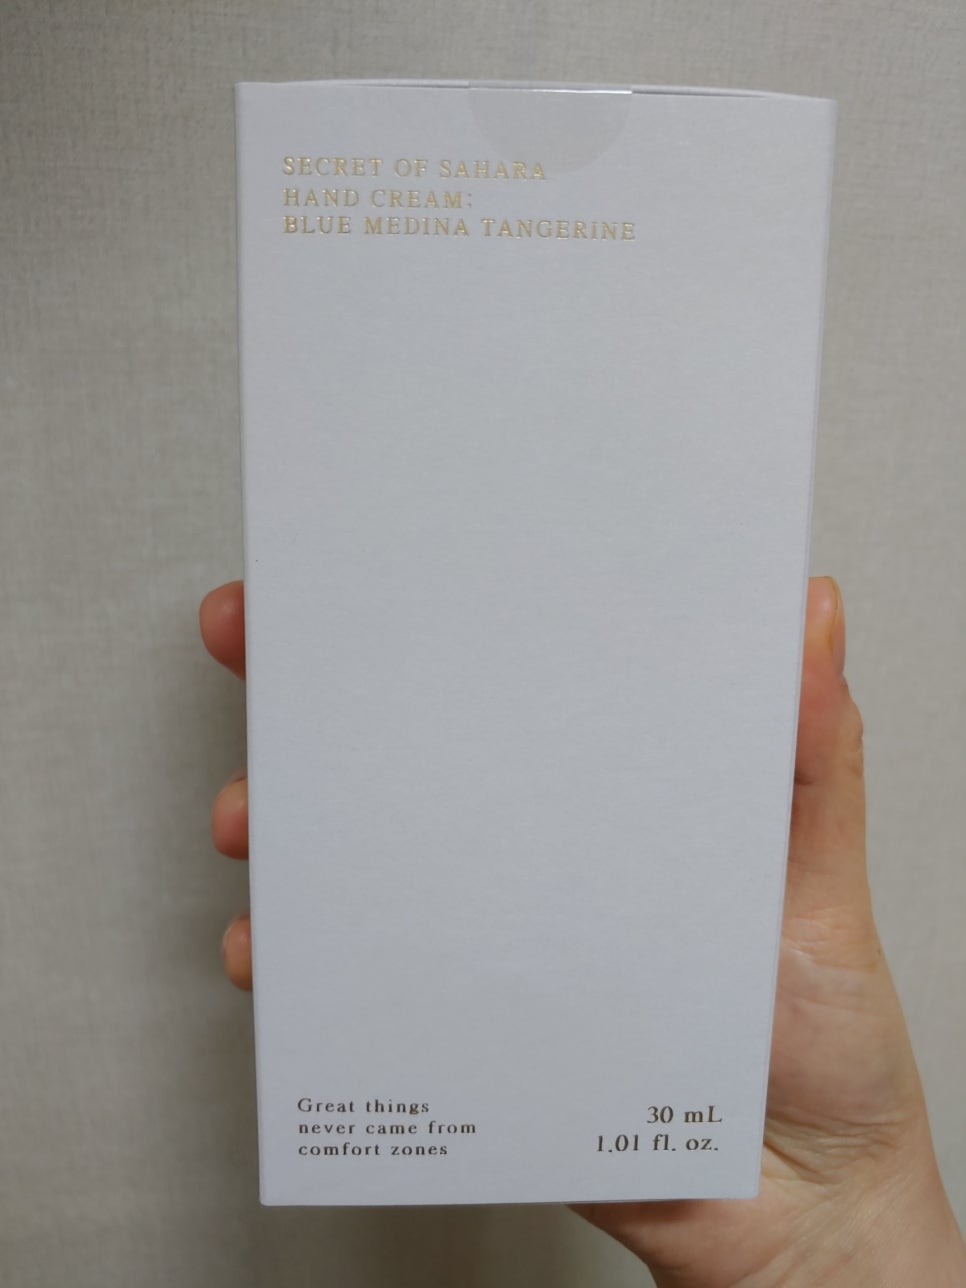 SECRET OF SAHARA
HAND CREAM;
BLUE MEDINA TANGERINE
Great things
never came from
comfort zones
30 mL
1.01 fl. oz.